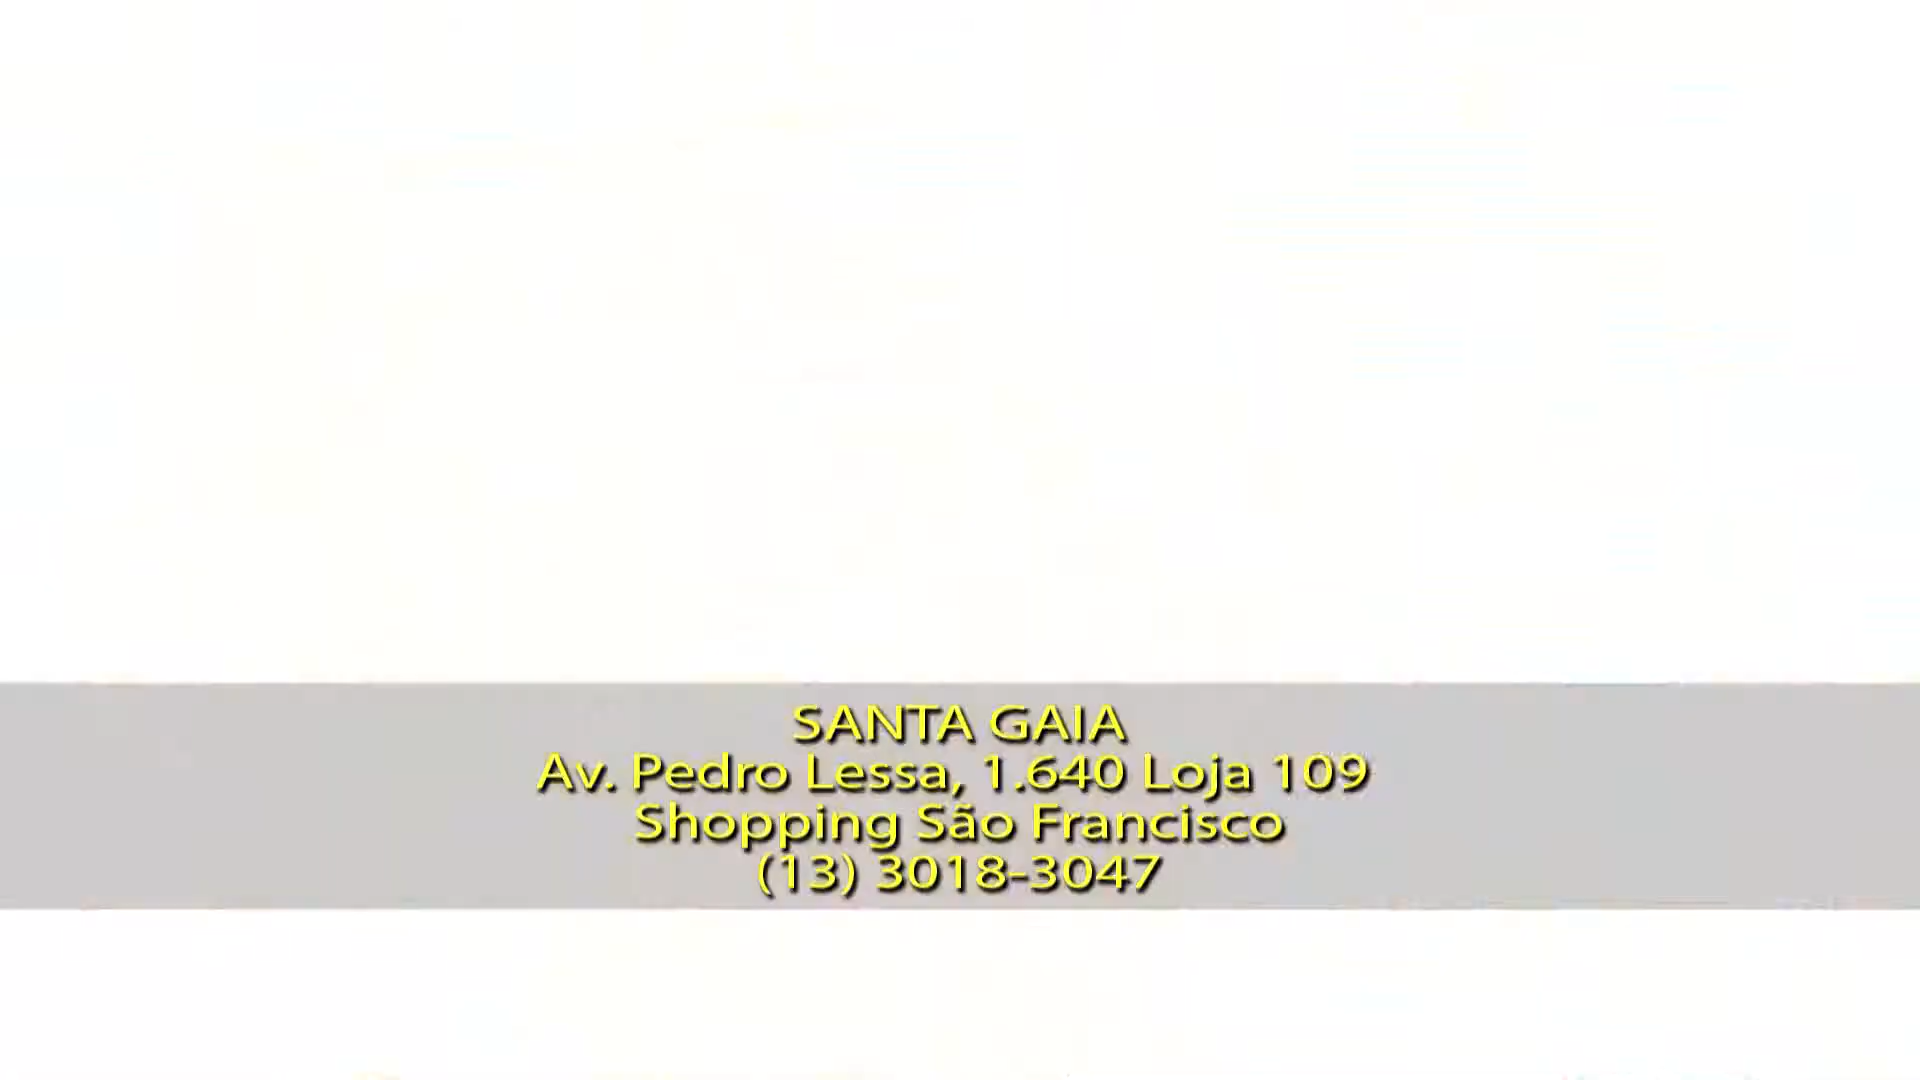 SANTA GAIA
Av. Pedro Lessa, 1.640 Loja 109
Shopping São Francisco
(13) 3018-3047